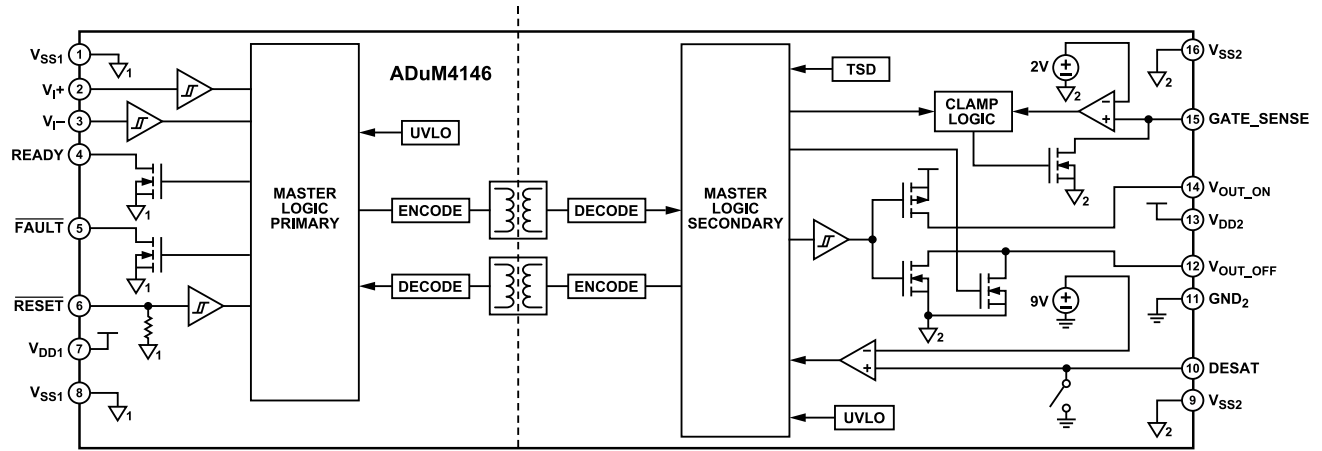 ADuM4146
V_SS1 1
V_I+ 2
V_I− 3
READY 4
FAULT 5
RESET 6
V_DD1 7
V_SS1 8
1
1
1
1
1
MASTER
LOGIC
PRIMARY
UVLO
ENCODE
DECODE
DECODE
ENCODE
MASTER
LOGIC
SECONDARY
TSD
CLAMP
LOGIC
2V
+
−
2
−
+
2
2
9V
+
−
−
+
UVLO
2
2
16 V_SS2
15 GATE_SENSE
14 V_OUT_ON
13 V_DD2
12 V_OUT_OFF
11 GND_2
10 DESAT
9 V_SS2